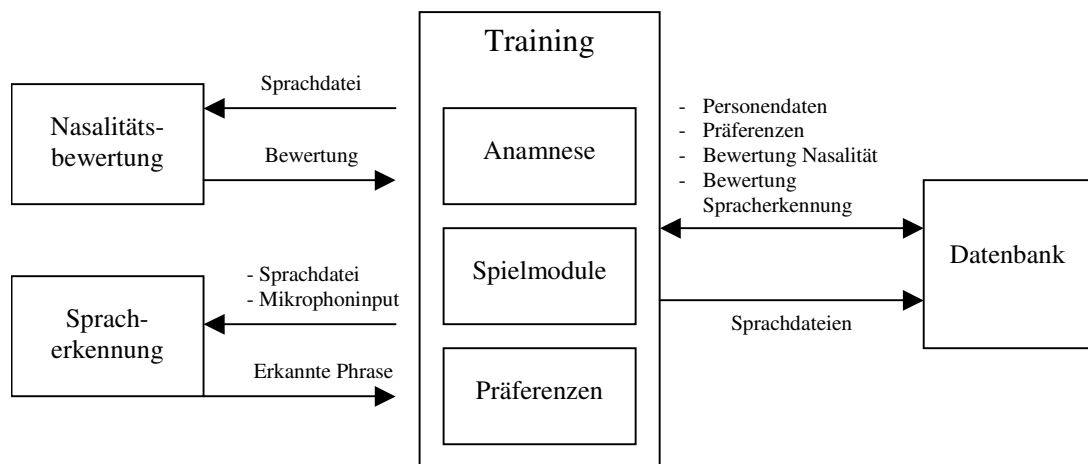 Training
Sprachdatei
Nasalitäts-
bewertung
Bewertung
Anamnese
- Personendaten
- Präferenzen
- Bewertung Nasalität
- Bewertung
Spracherkennung
Datenbank
Spielmodule
- Sprachdatei
- Mikrophoninput
Sprach-
erkennung
Erkannte Phrase
Sprachdateien
Präferenzen